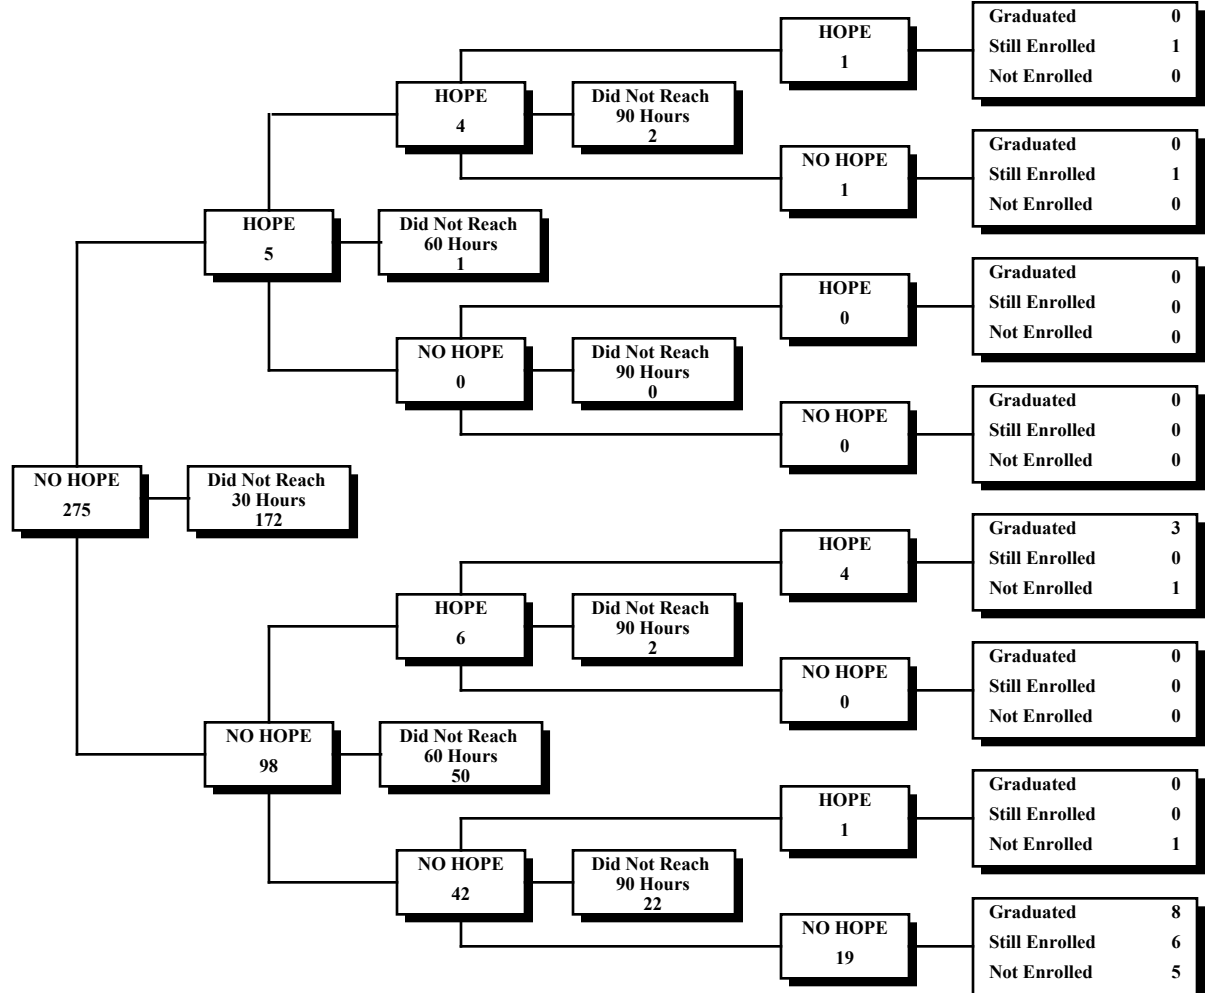 HOPE
1
Graduated 0
Still Enrolled 1
Not Enrolled 0
HOPE
4
Did Not Reach
90 Hours
2
NO HOPE
1
Graduated 0
Still Enrolled 1
Not Enrolled 0
HOPE
5
Did Not Reach
60 Hours
1
HOPE
0
Graduated 0
Still Enrolled 0
Not Enrolled 0
NO HOPE
0
Did Not Reach
90 Hours
0
NO HOPE
0
Graduated 0
Still Enrolled 0
Not Enrolled 0
NO HOPE
275
Did Not Reach
30 Hours
172
HOPE
4
Graduated 3
Still Enrolled 0
Not Enrolled 1
HOPE
6
Did Not Reach
90 Hours
2
NO HOPE
0
Graduated 0
Still Enrolled 0
Not Enrolled 0
NO HOPE
98
Did Not Reach
60 Hours
50
HOPE
1
Graduated 0
Still Enrolled 0
Not Enrolled 1
NO HOPE
42
Did Not Reach
90 Hours
22
NO HOPE
19
Graduated 8
Still Enrolled 6
Not Enrolled 5